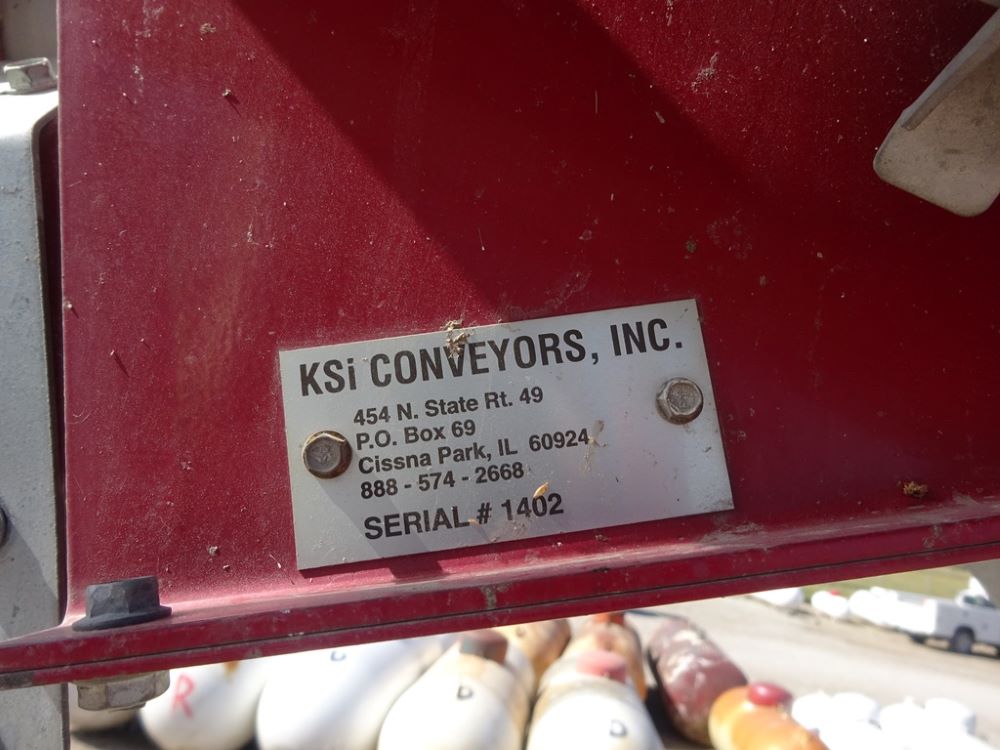 KSi CONVEYORS, INC.
454 N. State Rt. 49
P.O. Box 69
Cissna Park, IL 60924
888 - 574 - 2668
SERIAL # 1402
R
D
D